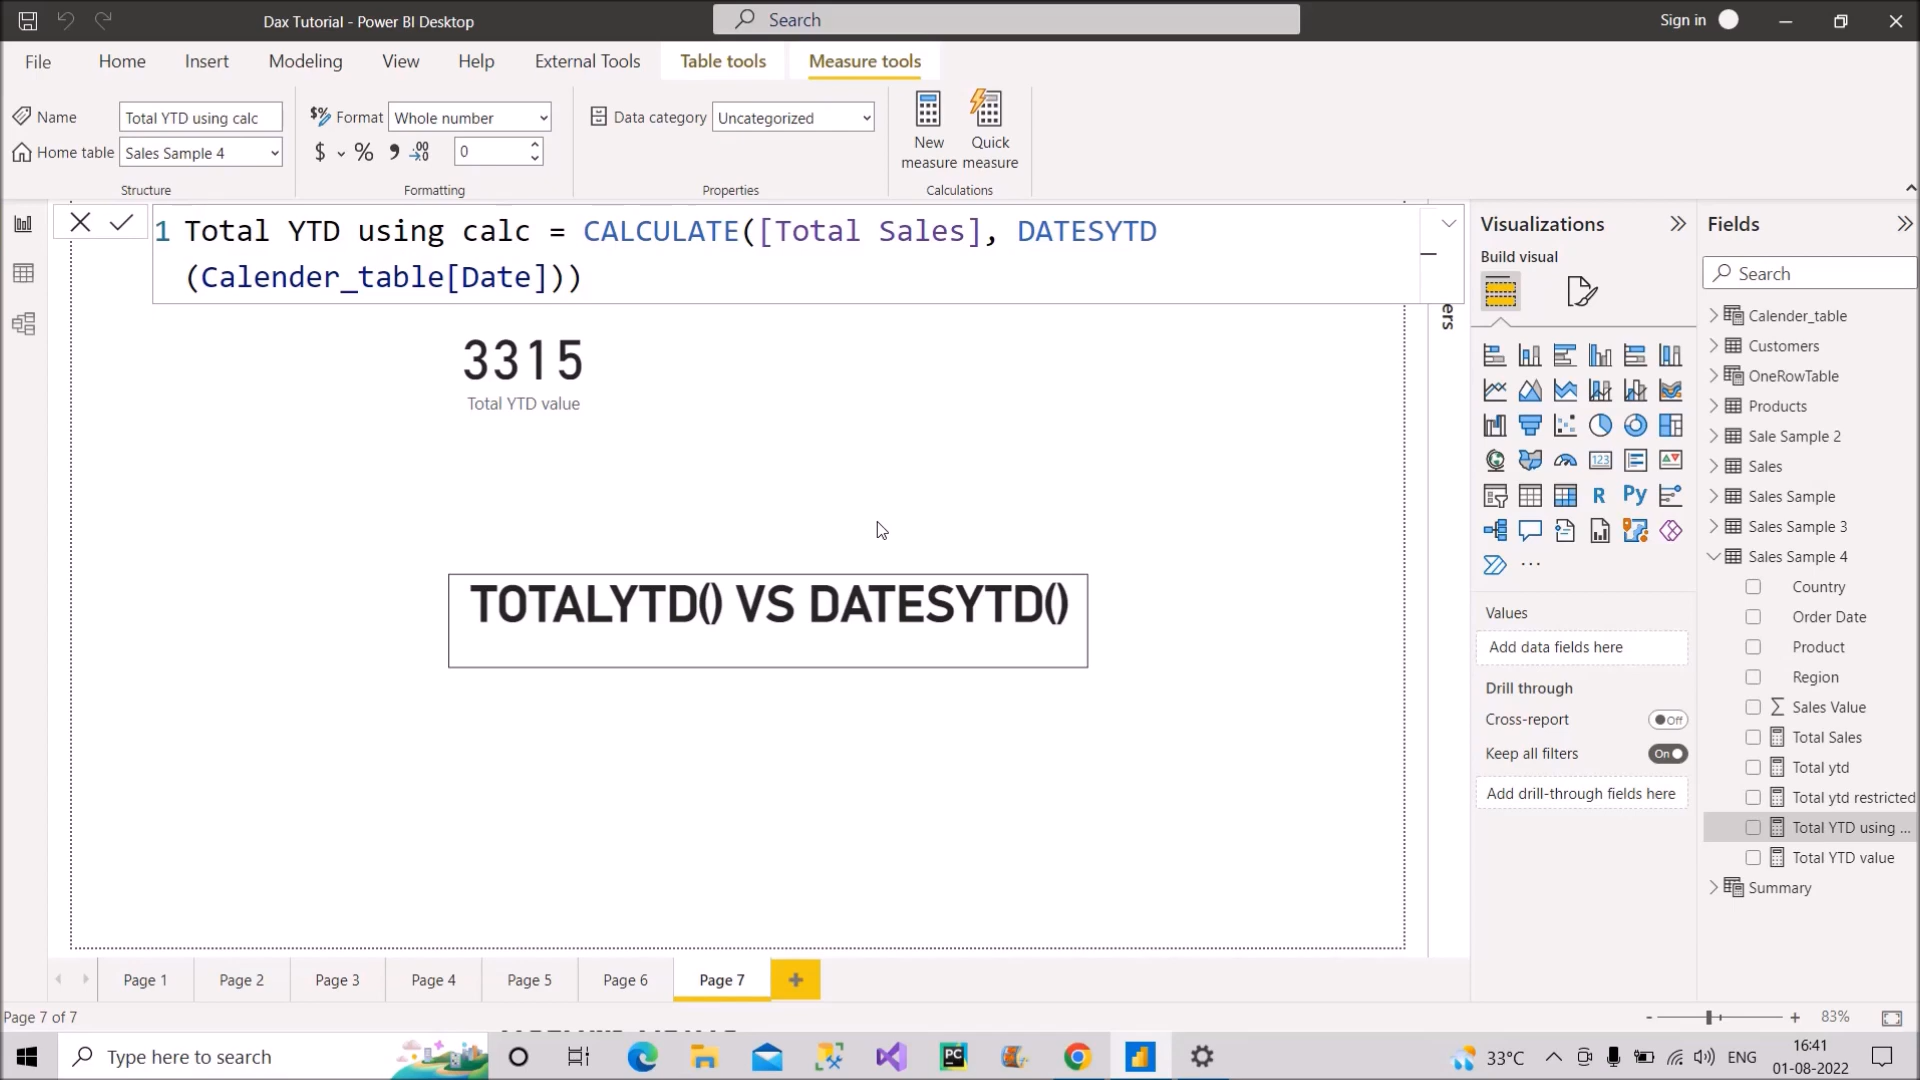 Dax Tutorial - Power BI Desktop
Search
Sign in
File
Home
Insert
Modeling
View
Help
External Tools
Table tools
Measure tools
Name
Total YTD using calc
Home table
Sales Sample 4
Structure
Format
Whole number
$
%
0
Formatting
Data category
Uncategorized
Properties
New measure
Quick measure
Calculations
1 Total YTD using calc = CALCULATE([Total Sales], DATESYTD
(Calender_table[Date]))
3315
Total YTD value
TOTALYTD() VS DATESYTD()
ers
Visualizations
Build visual
123
R
Py
Values
Add data fields here
Drill through
Cross-report
Off
Keep all filters
On
Add drill-through fields here
Fields
Search
Calender_table
Customers
OneRowTable
Products
Sale Sample 2
Sales
Sales Sample
Sales Sample 3
Sales Sample 4
Country
Order Date
Product
Region
Sales Value
Total Sales
Total ytd
Total ytd restricted
Total YTD using ...
Total YTD value
Summary
Page 1
Page 2
Page 3
Page 4
Page 5
Page 6
Page 7
Page 7 of 7
83%
Type here to search
PC
33°C
ENG
16:41
01-08-2022